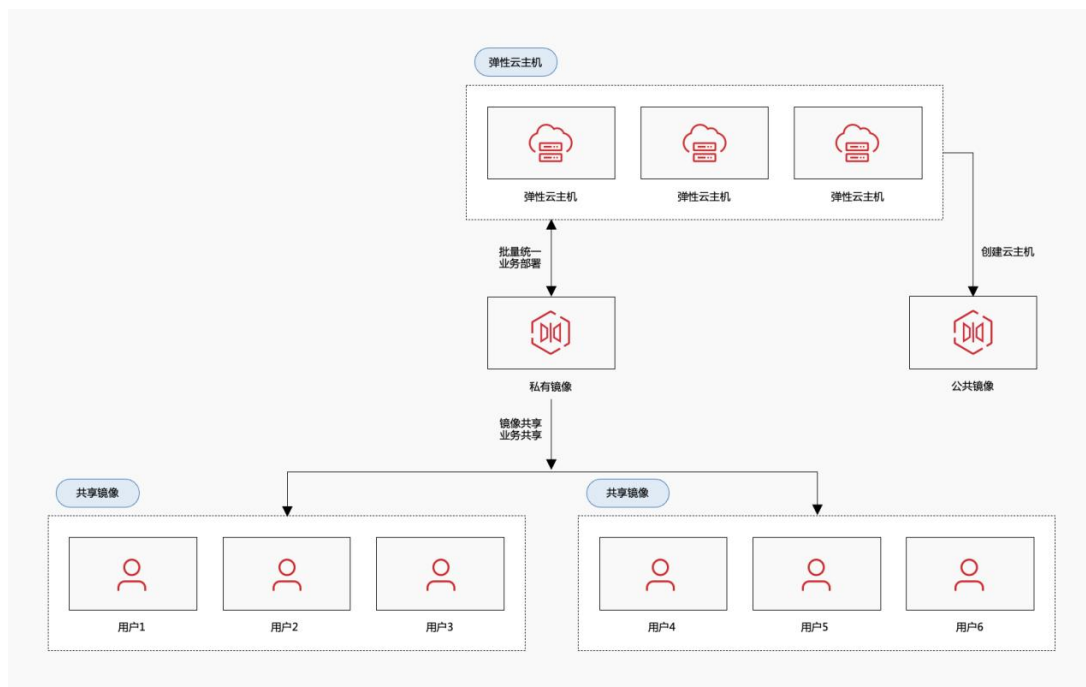 弹性云主机
弹性云主机
弹性云主机
弹性云主机
批量统一
业务部署
创建云主机
私有镜像
公共镜像
镜像共享
业务共享
共享镜像
共享镜像
用户1
用户2
用户3
用户4
用户5
用户6